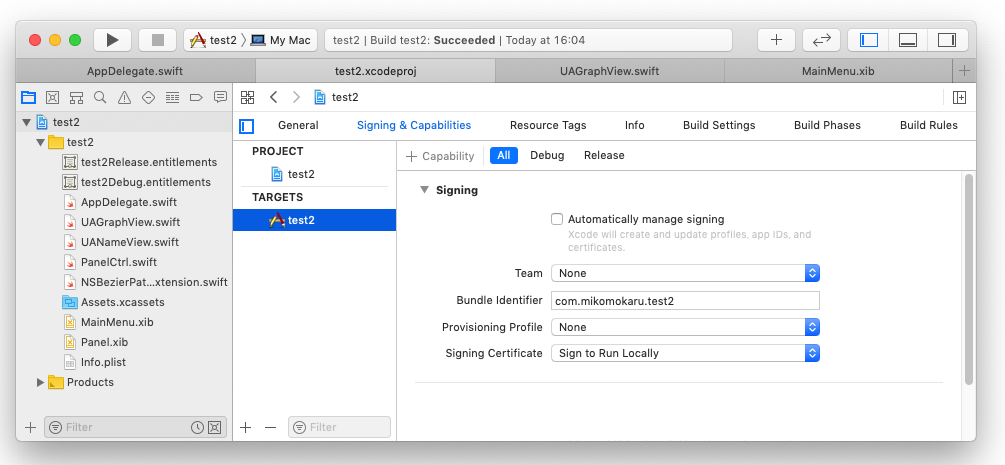 test2 〉 My Mac
test2 | Build test2: Succeeded | Today at 16:04
AppDelegate.swift
test2.xcodeproj
UAGraphView.swift
MainMenu.xib
test2
test2
test2Release.entitlements
test2Debug.entitlements
AppDelegate.swift
UAGraphView.swift
UANameView.swift
PanelCtrl.swift
NSBezierPat...xtension.swift
Assets.xcassets
MainMenu.xib
Panel.xib
Info.plist
Products
Filter
test2
General
Signing & Capabilities
Resource Tags
Info
Build Settings
Build Phases
Build Rules
PROJECT
test2
TARGETS
test2
Filter
+ Capability
All
Debug
Release
Signing
Automatically manage signing
Xcode will create and update profiles, app IDs, and
certificates.
Team None
Bundle Identifier com.mikomokaru.test2
Provisioning Profile None
Signing Certificate Sign to Run Locally